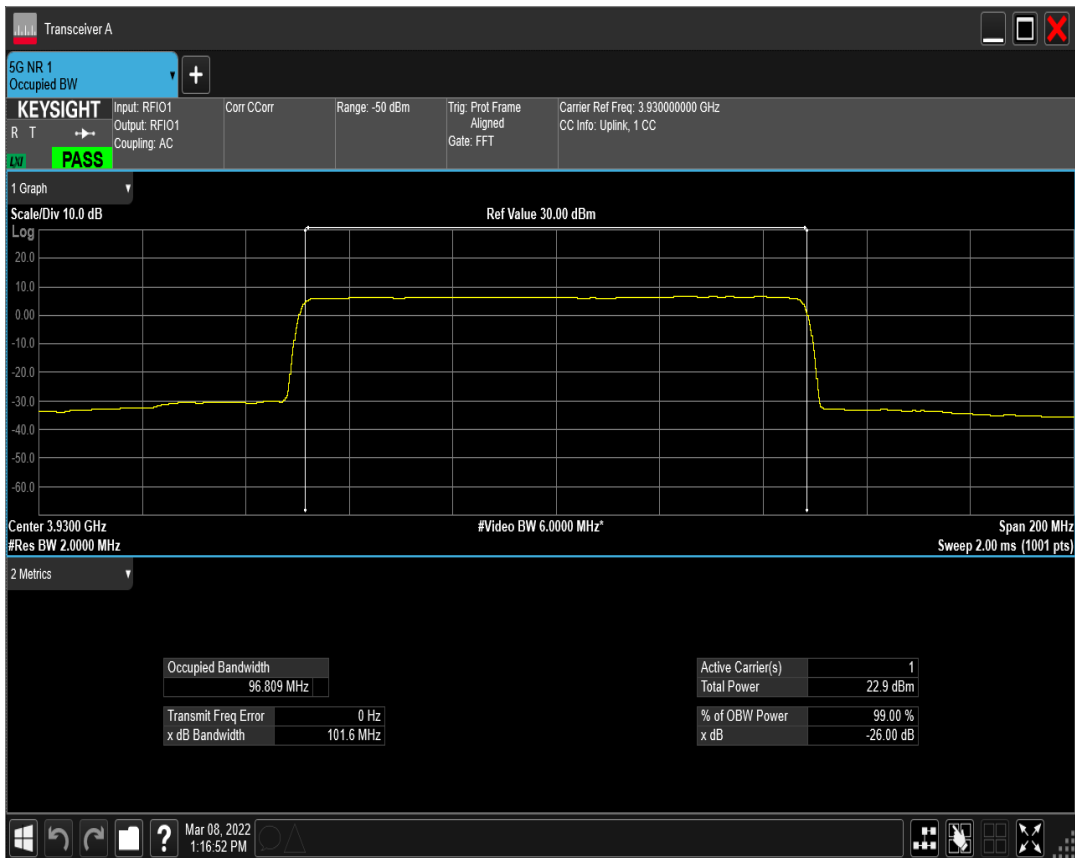 Transceiver A
5G NR 1
Occupied BW
KEYSIGHT
R T
LXI
PASS
Input: RFIO1
Output: RFIO1
Coupling: AC
Corr CCorr
Range: -50 dBm
Trig: Prot Frame
Aligned
Gate: FFT
Carrier Ref Freq: 3.930000000 GHz
CC Info: Uplink, 1 CC
1 Graph
Scale/Div 10.0 dB
Ref Value 30.00 dBm
Log
20.0
10.0
0.00
-10.0
-20.0
-30.0
-40.0
-50.0
-60.0
Center 3.9300 GHz
#Video BW 6.0000 MHz*
Span 200 MHz
#Res BW 2.0000 MHz
Sweep 2.00 ms (1001 pts)
2 Metrics
Occupied Bandwidth
96.809 MHz
Transmit Freq Error 0 Hz
x dB Bandwidth 101.6 MHz
Active Carrier(s) 1
Total Power 22.9 dBm
% of OBW Power 99.00 %
x dB -26.00 dB
?
Mar 08, 2022
1:16:52 PM